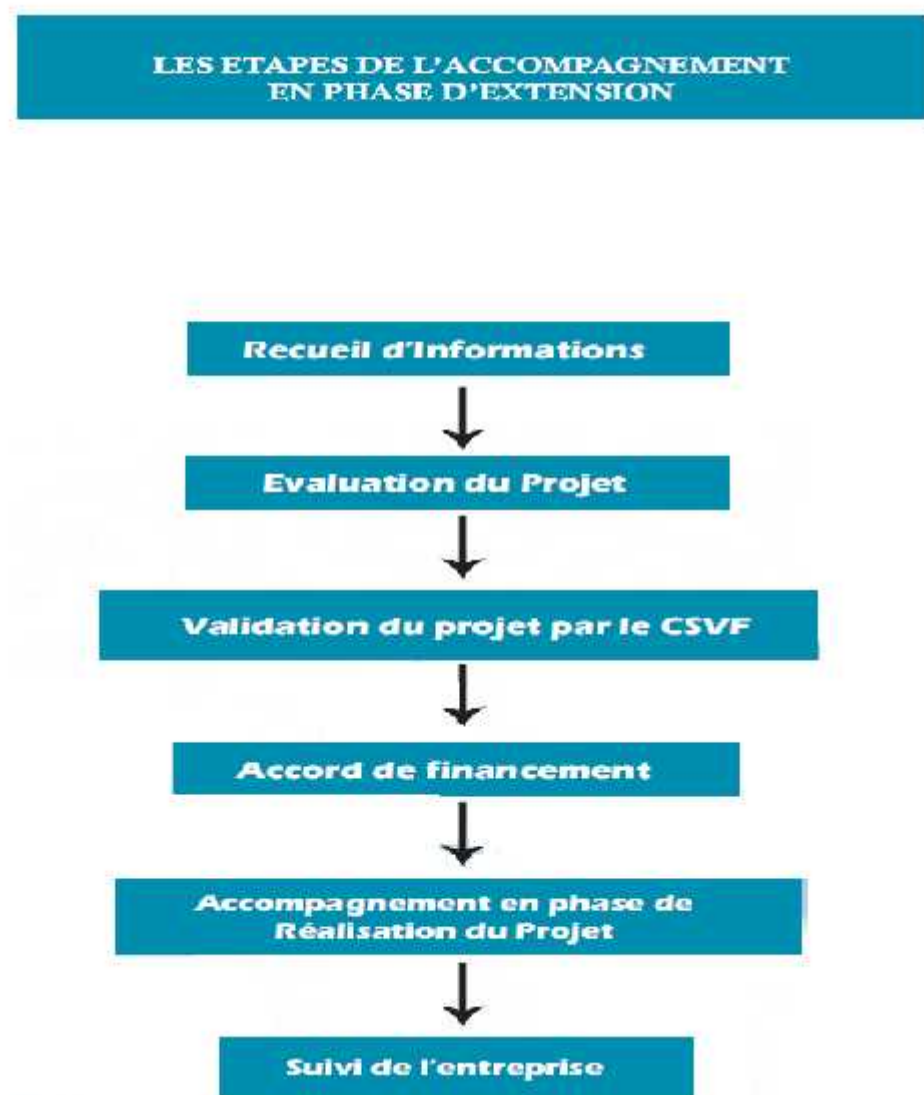 LES ETAPES DE L'ACCOMPAGNEMENT
EN PHASE D'EXTENSION
Recueil d'Informations
Evaluation du Projet
Validation du projet par le CSVF
Accord de financement
Accompagnement en phase de
Réalisation du Projet
Suivi de l'entreprise